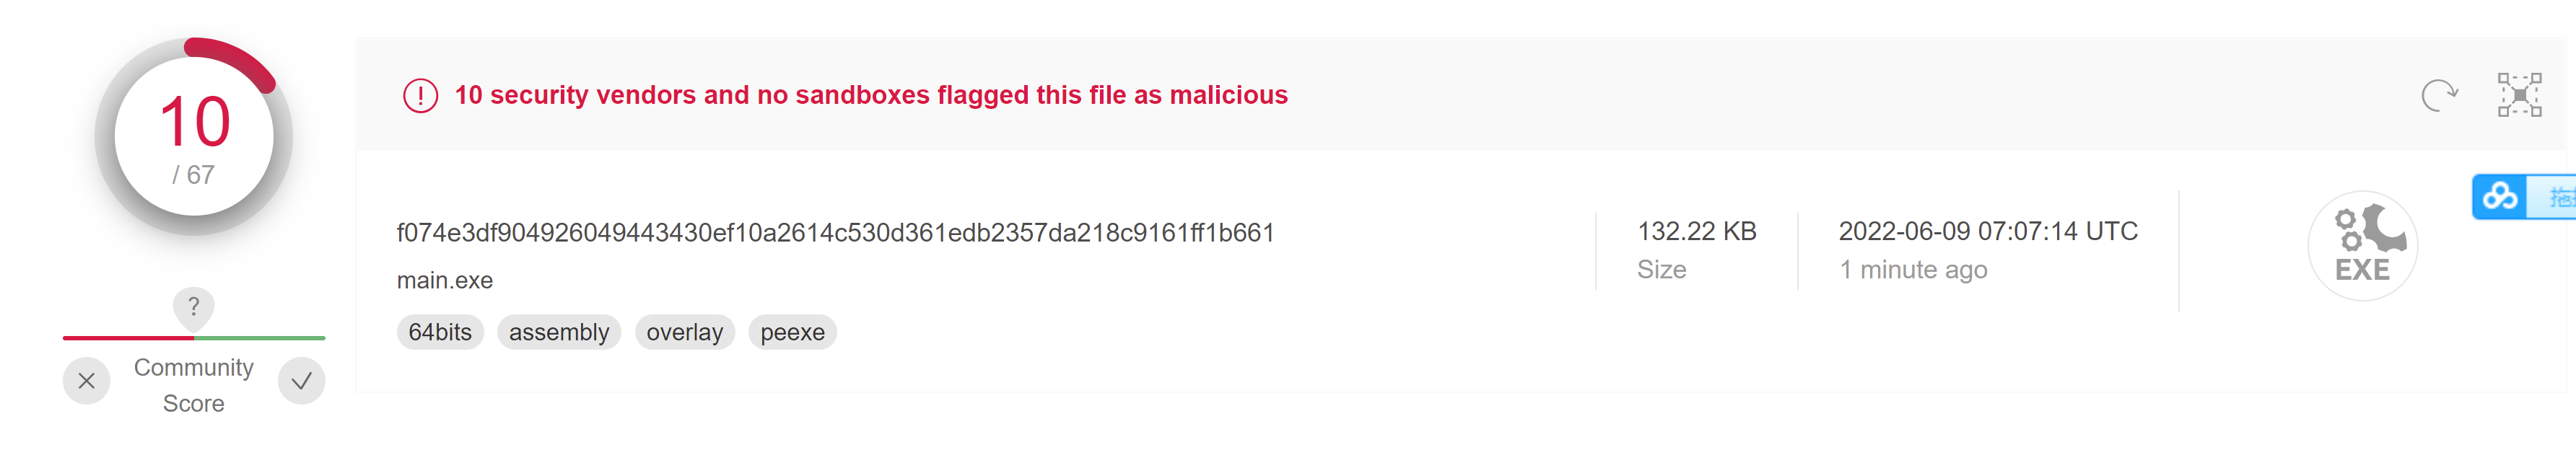 10
/ 67
?
Community
Score
10 security vendors and no sandboxes flagged this file as malicious
f074e3df904926049443430ef10a2614c530d361edb2357da218c9161ff1b661
main.exe
64bits
assembly
overlay
peexe
132.22 KB
Size
2022-06-09 07:07:14 UTC
1 minute ago
EXE